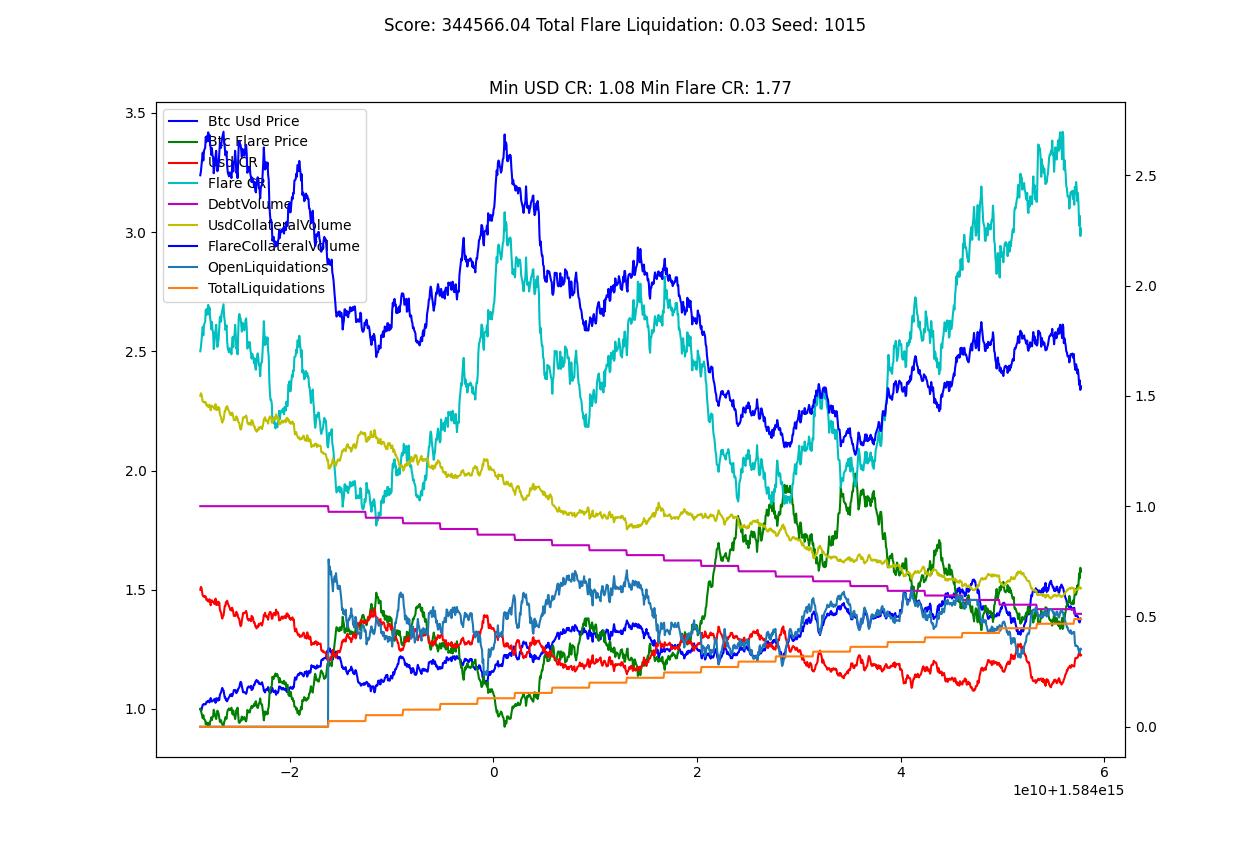 Score: 344566.04 Total Flare Liquidation: 0.03 Seed: 1015
Min USD CR: 1.08 Min Flare CR: 1.77
Btc Usd Price
Btc Flare Price
Usd CR
Flare CR
DebtVolume
UsdCollateralVolume
FlareCollateralVolume
OpenLiquidations
TotalLiquidations
3.5
3.0
2.5
2.0
1.5
1.0
2.5
2.0
1.5
1.0
0.5
0.0
−2 0 2 4 6
1e10+1.584e15